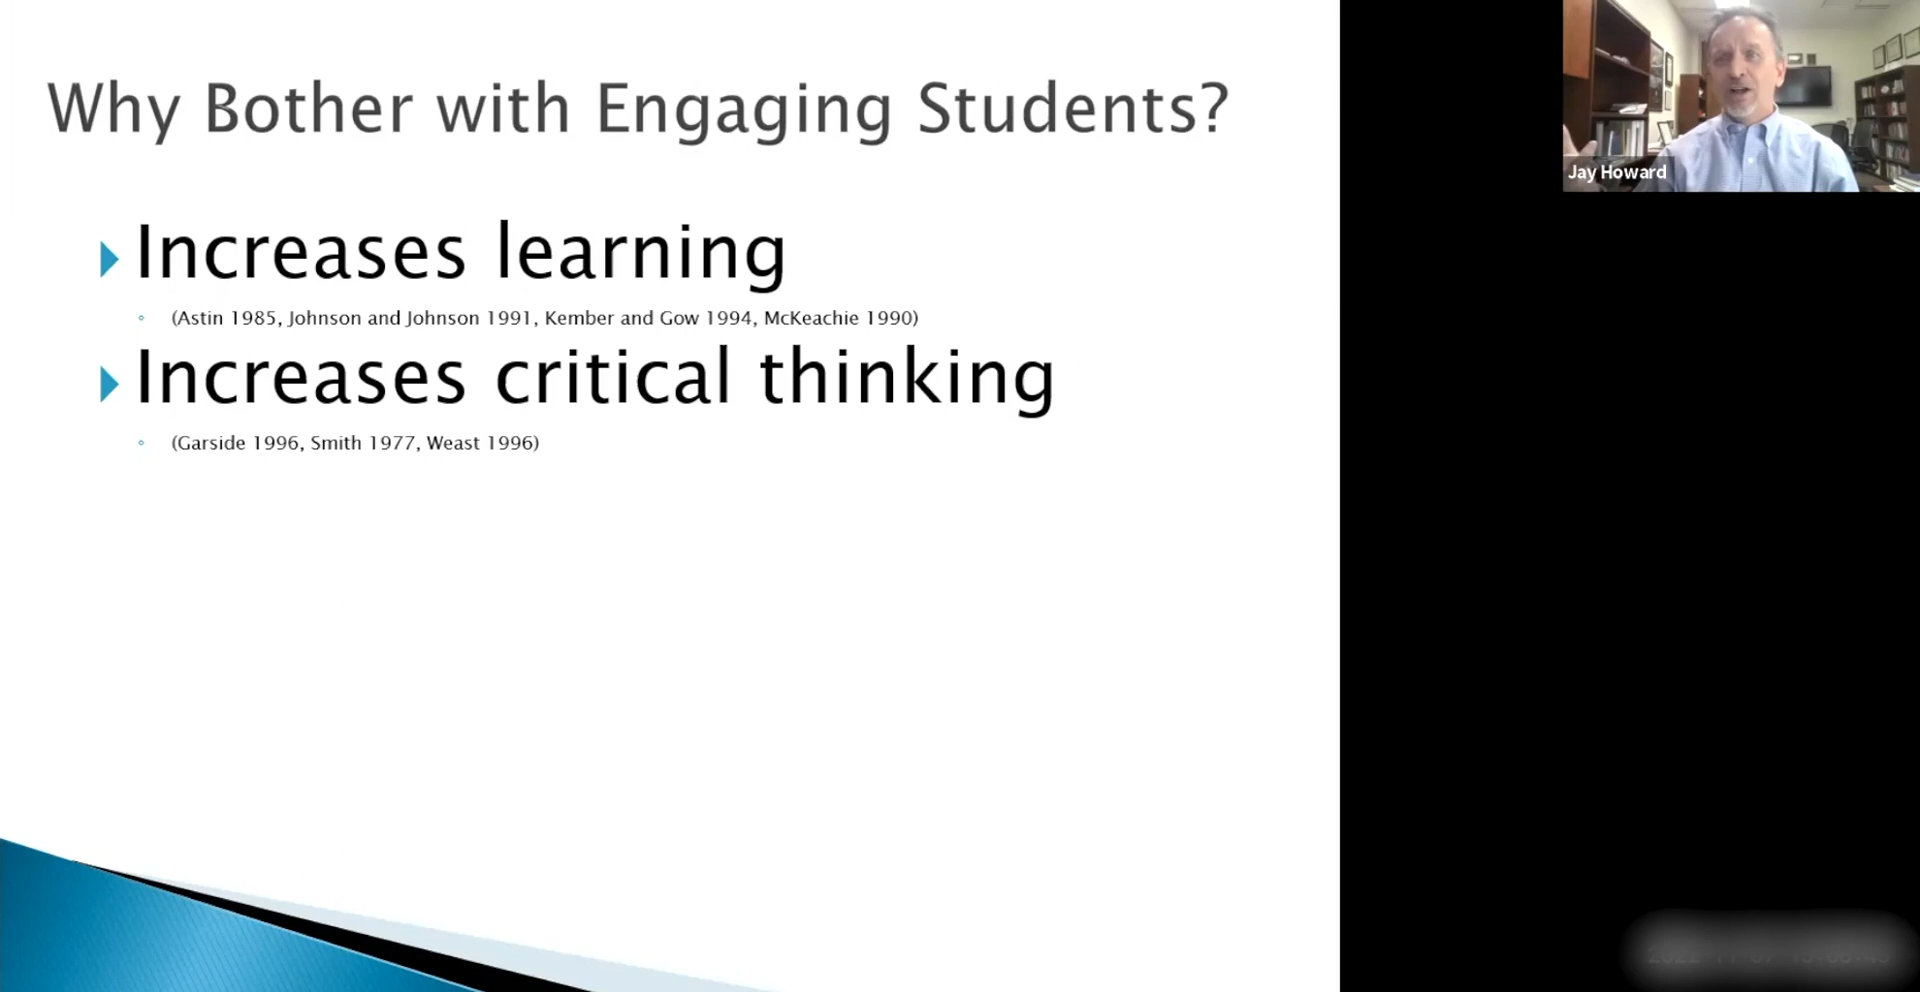 Why Bother with Engaging Students?
Increases learning
(Astin 1985, Johnson and Johnson 1991, Kember and Gow 1994, McKeachie 1990)
Increases critical thinking
(Garside 1996, Smith 1977, Weast 1996)
Jay Howard